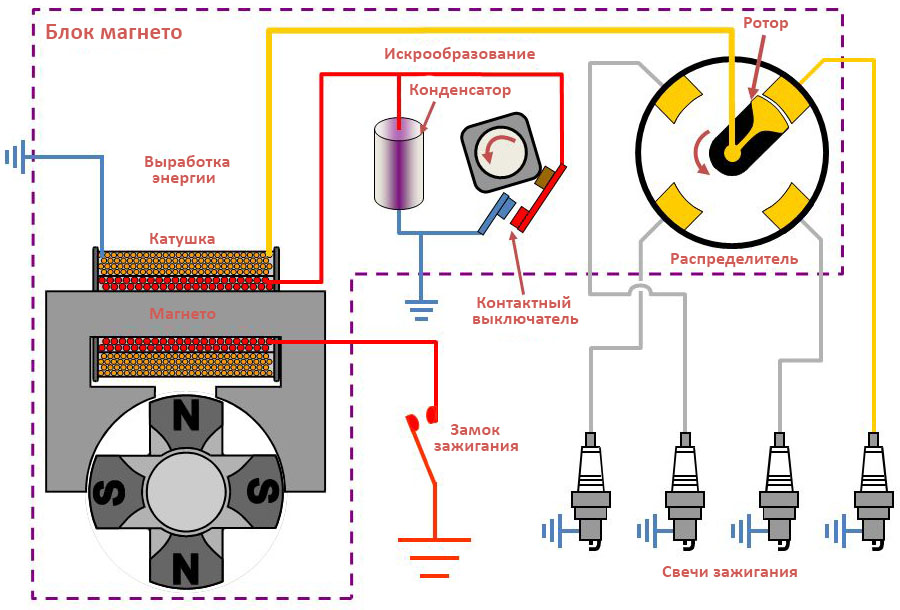 Блок магнето
Ротор
Искрообразование
Конденсатор
Выработка
энергии
Катушка
Распределитель
Контактный
выключатель
Магнето
Замок
зажигания
N
S
S
N
Свечи зажигания